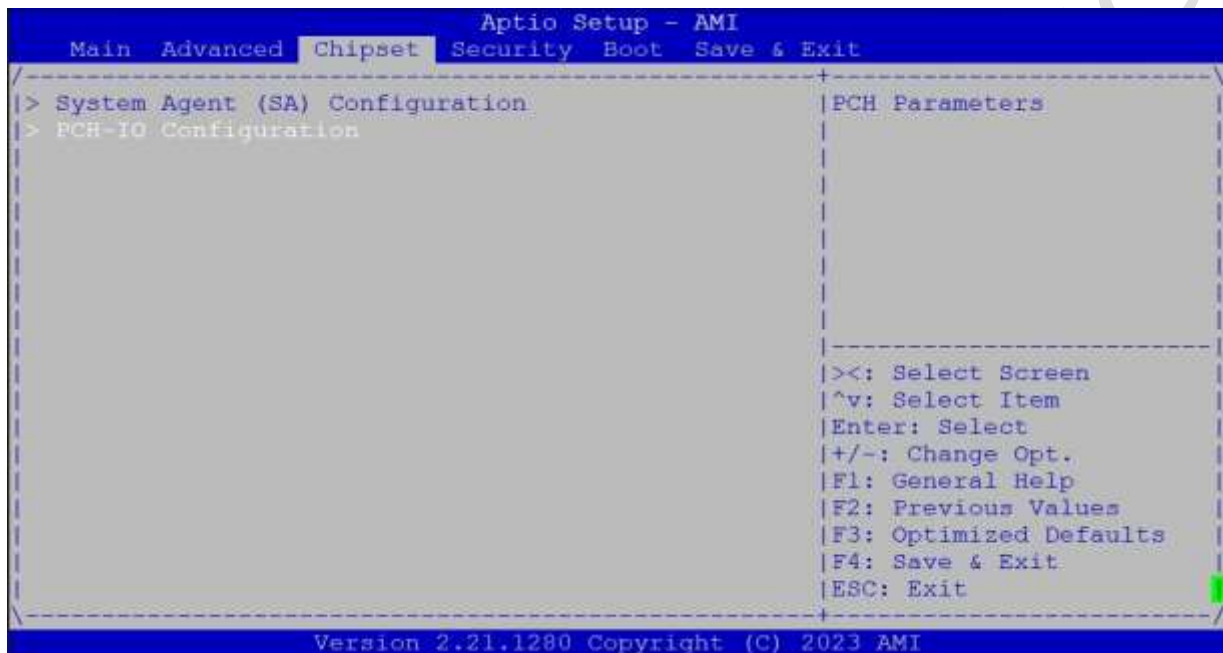 Aptio Setup - AMI
Main Advanced Chipset Security Boot Save & Exit
/----------------------------------------------------+-------------------------\
|> System Agent (SA) Configuration |PCH Parameters |
|> PCH-IO Configuration | |
|-------------------------|
|><: Select Screen |
|^v: Select Item |
|Enter: Select |
|+/-: Change Opt. |
|F1: General Help |
|F2: Previous Values |
|F3: Optimized Defaults |
|F4: Save & Exit |
|ESC: Exit |
\----------------------------------------------------+-------------------------/
Version 2.21.1280 Copyright (C) 2023 AMI